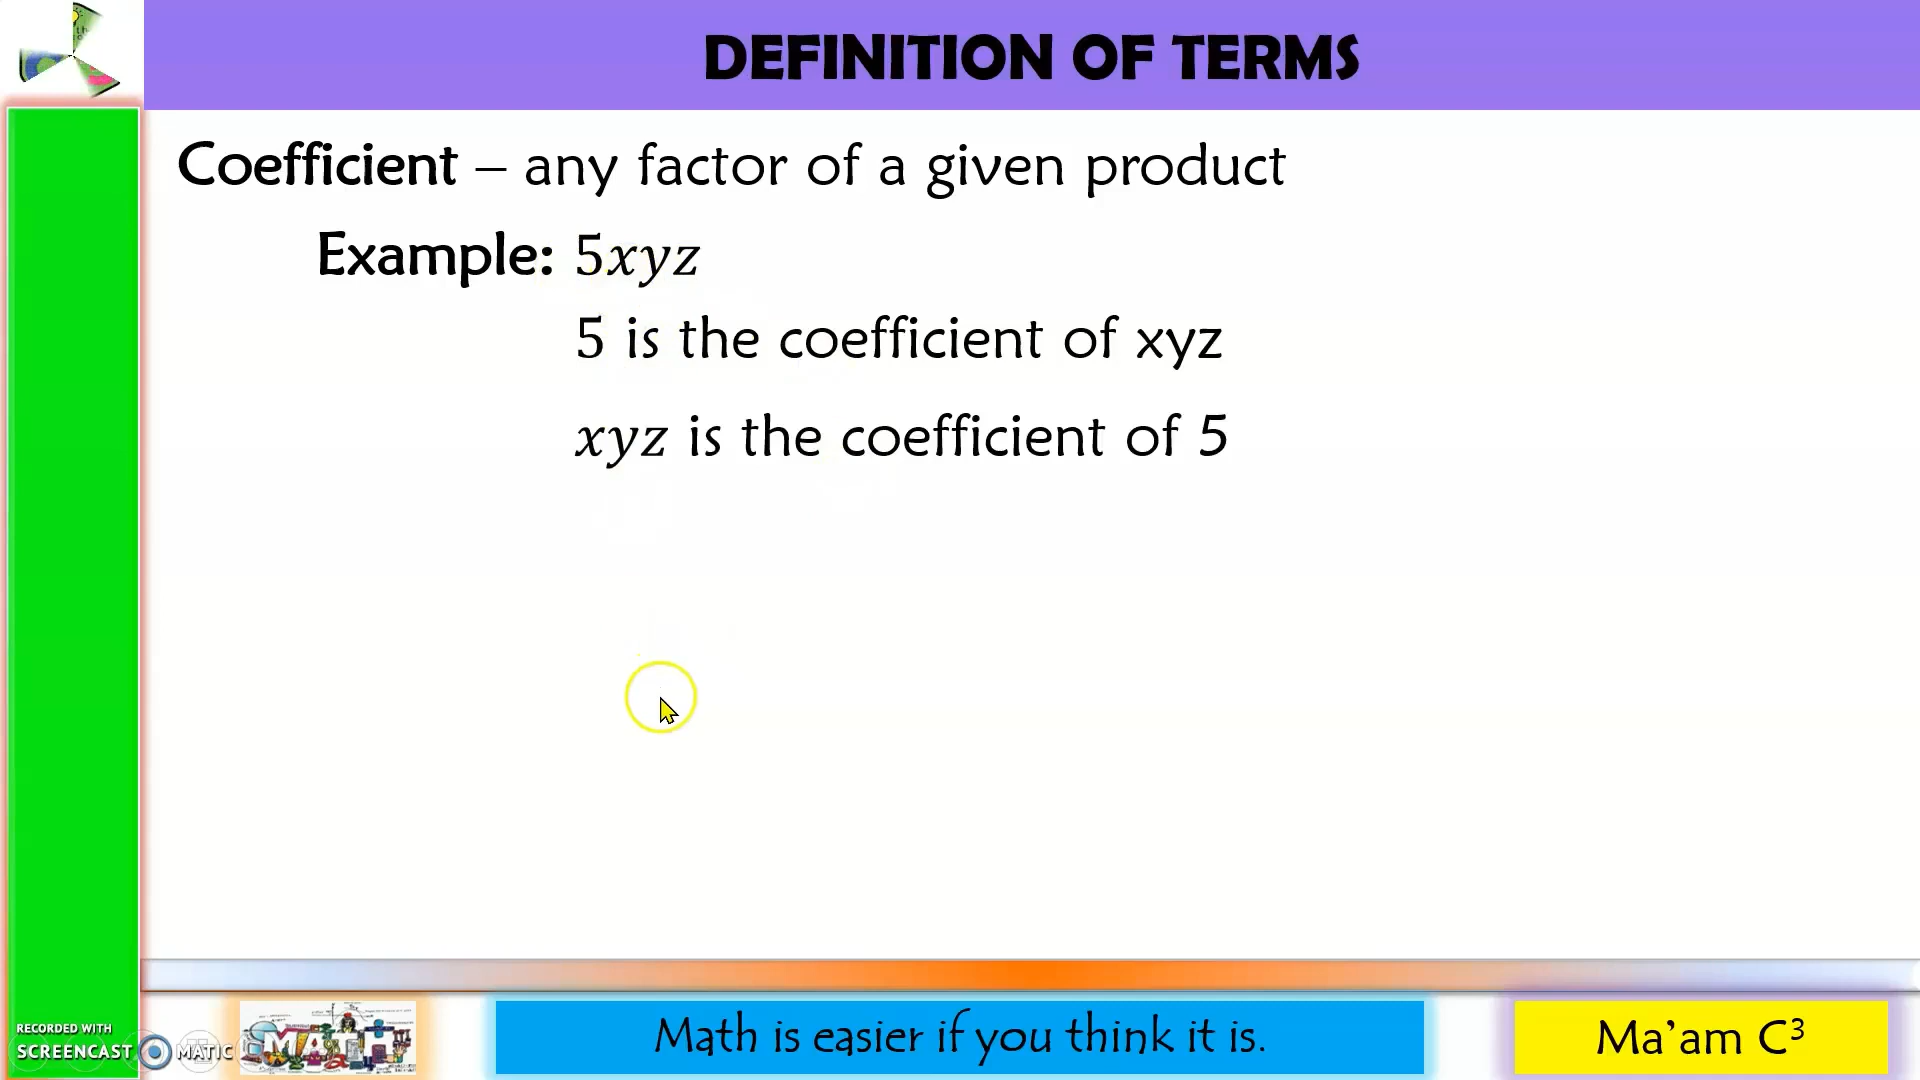 DEFINITION OF TERMS
Coefficient – any factor of a given product
Example: 5xyz
5 is the coefficient of xyz
xyz is the coefficient of 5
RECORDED WITH
SCREENCAST MATIC
MATH
Math is easier if you think it is.
Ma’am C³